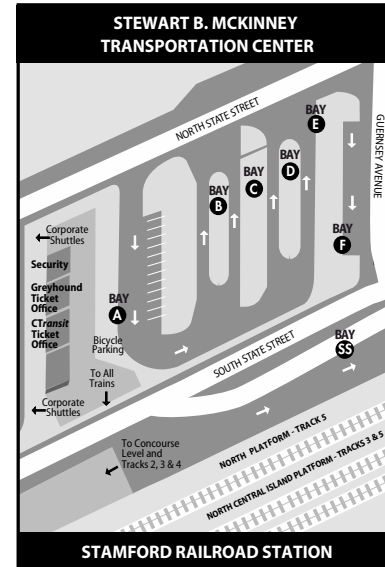 STEWART B. MCKINNEY
TRANSPORTATION CENTER
NORTH STATE STREET
GUERNSEY AVENUE
BAY
E
BAY
D
BAY
C
BAY
B
BAY
F
Corporate
Shuttles
Security
Greyhound
Ticket
Office
CTransit
Ticket
Office
BAY
A
Bicycle
Parking
To All
Trains
Corporate
Shuttles
SOUTH STATE STREET
BAY
SS
To Concourse
Level and
Tracks 2, 3 & 4
NORTH PLATFORM - TRACK 5
NORTH CENTRAL ISLAND PLATFORM - TRACKS 3 & 5
STAMFORD RAILROAD STATION